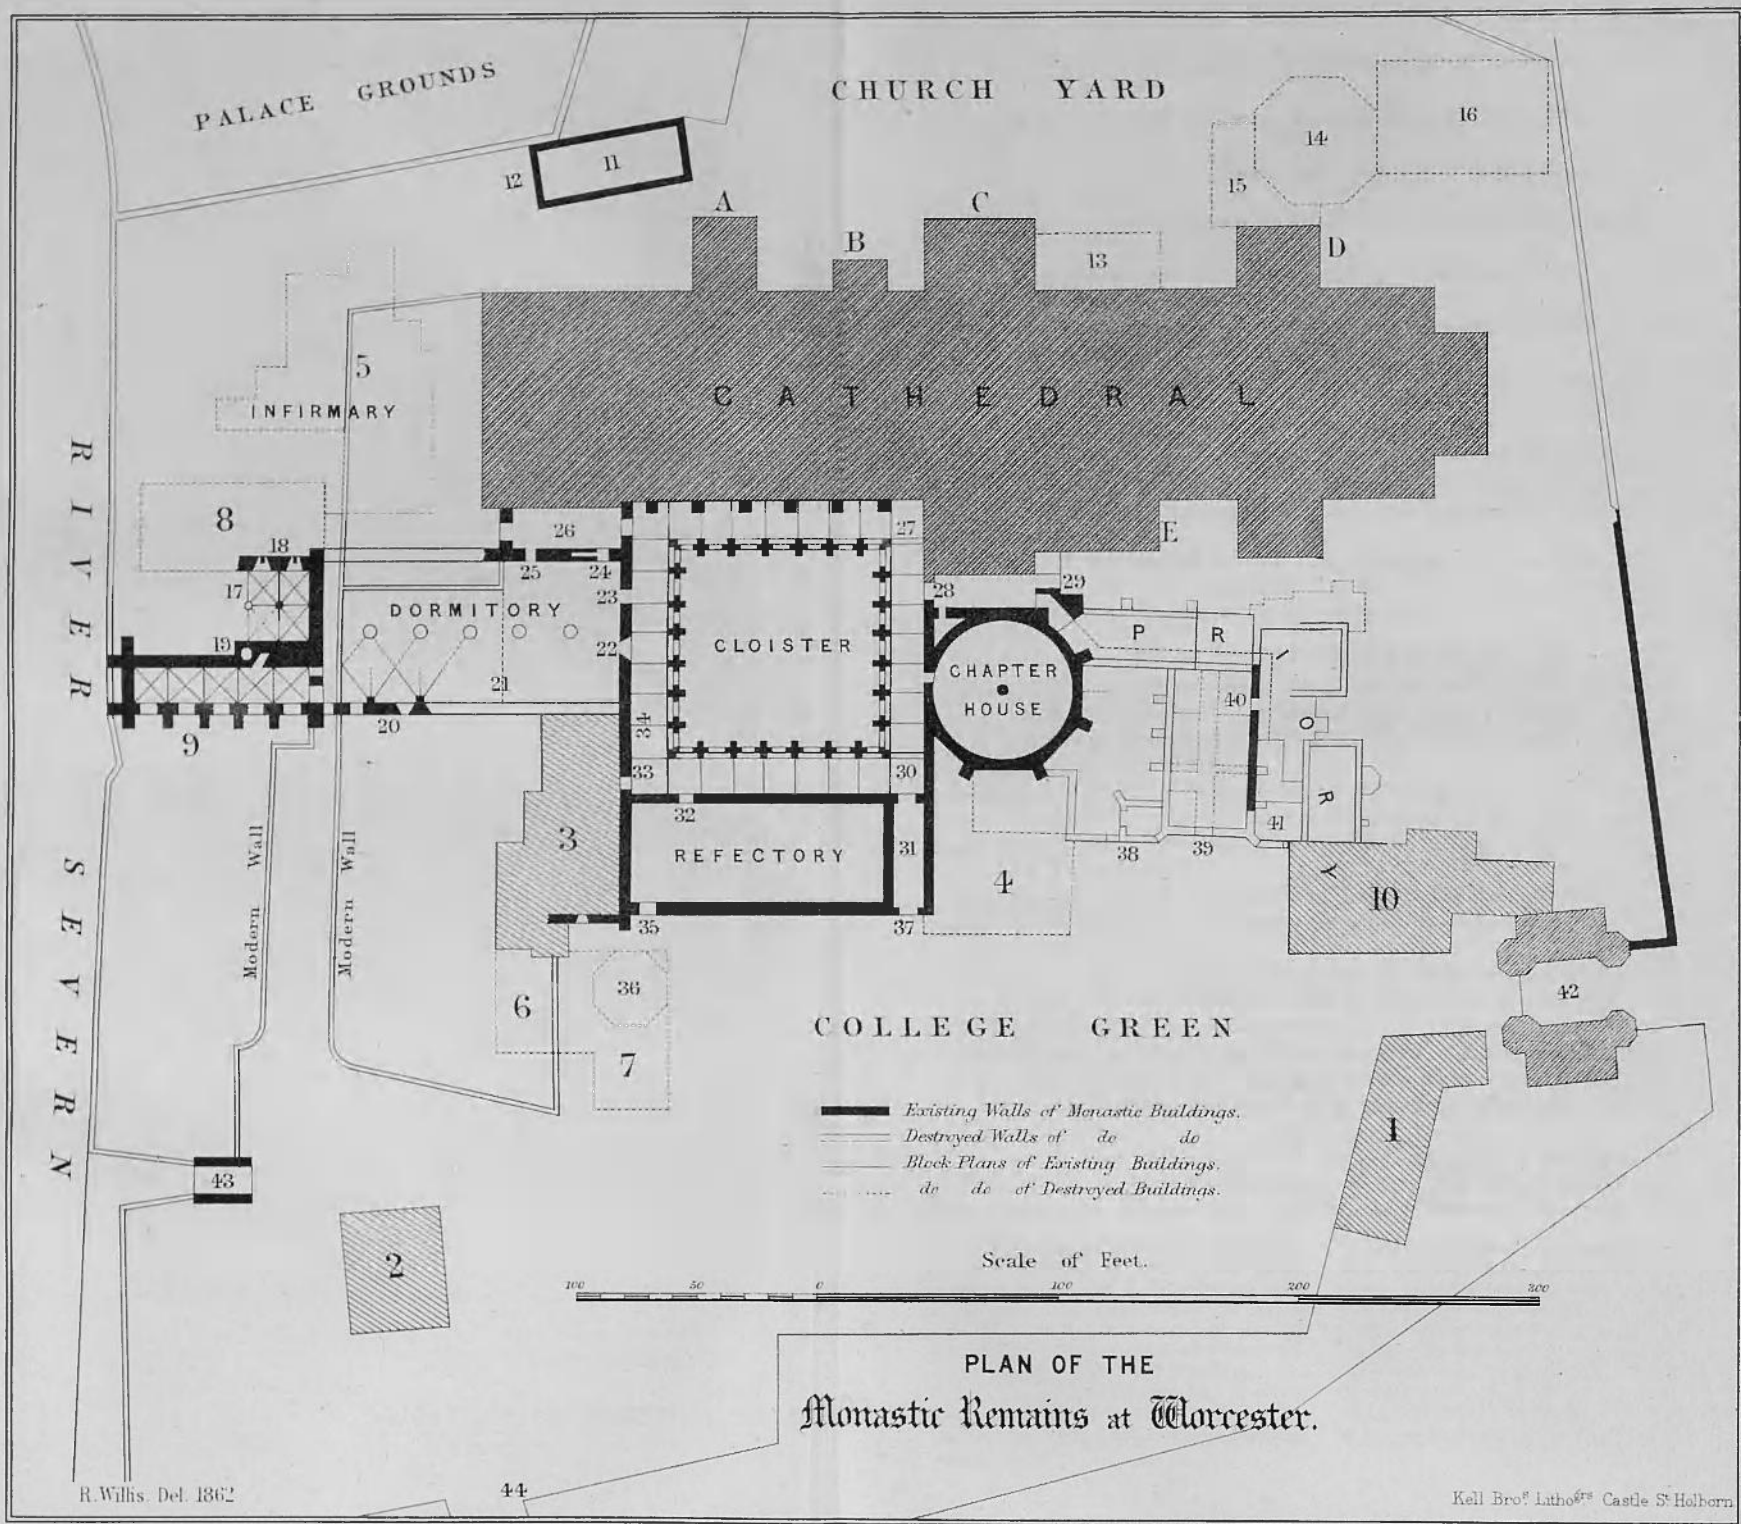 PALACE GROUNDS
CHURCH YARD
16
14
11
12
15
A
C
B
D
13
5
CATHEDRAL
INFIRMARY
RIVER SEVERN
8
26
27
E
18
25
24
17
23
28
29
DORMITORY
19
22
CLOISTER
CHAPTER
HOUSE
PRIORY
21
40
20
34
9
33
30
32
41
3
REFECTORY
31
38
39
4
10
35
37
Modern Wall
Modern Wall
6
36
42
COLLEGE GREEN
7
Existing Walls of Monastic Buildings.
Destroyed Walls of do do
Block Plans of Existing Buildings.
do do of Destroyed Buildings.
1
43
2
Scale of Feet.
100 50 0 100 200 300
PLAN OF THE
Monastic Remains at Worcester.
44
R. Willis. Del. 1862
Kell Bros. Lithogrs Castle St. Holborn